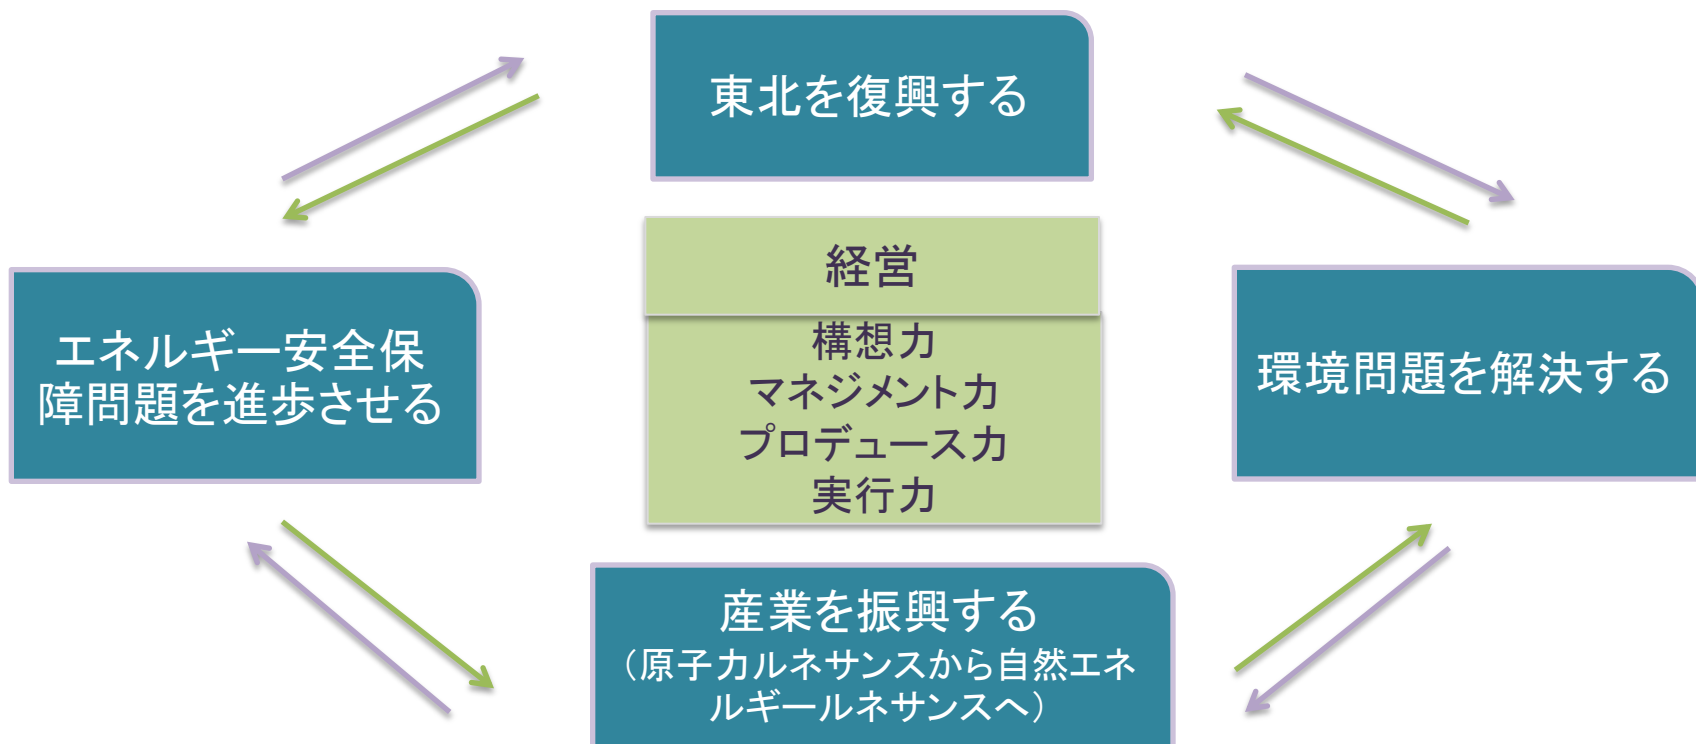 東北を復興する
経営
構想力
マネジメント力
プロデュース力
実行力
エネルギー安全保
障問題を進歩させる
環境問題を解決する
産業を振興する
（原子力ルネサンスから自然エネ
ルギールネサンスへ）